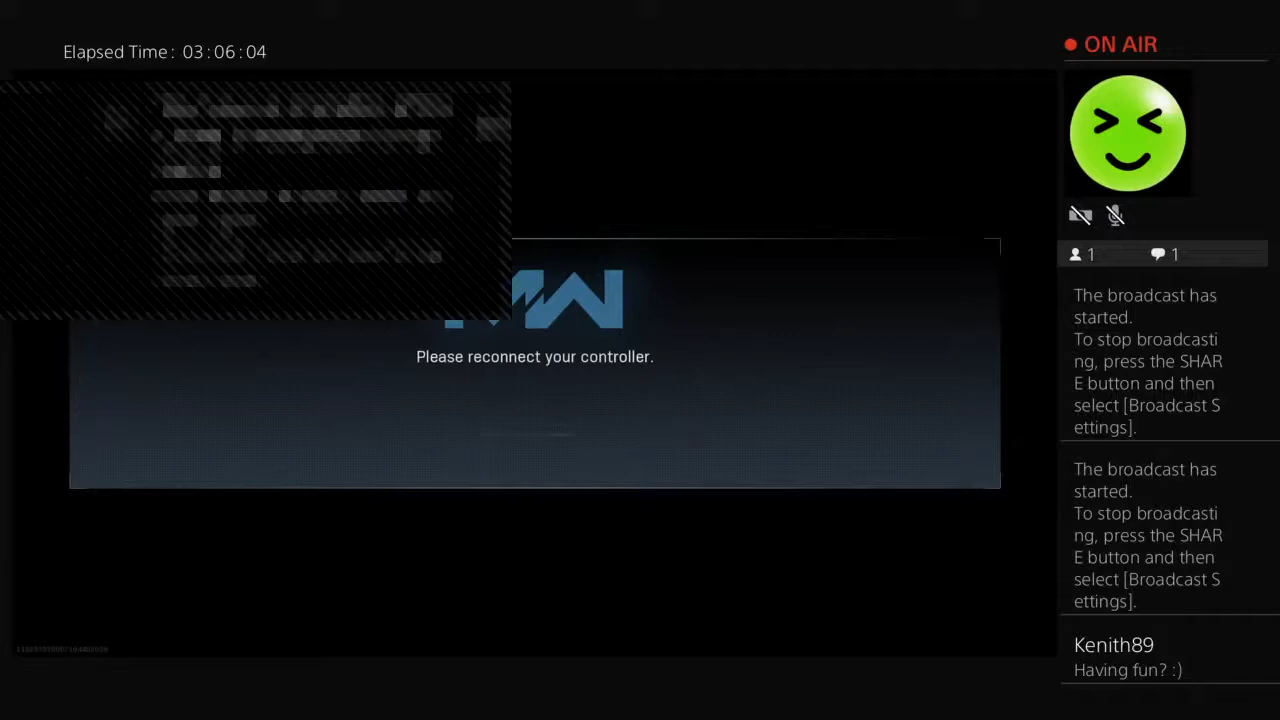 Elapsed Time: 03:06:04
ON AIR
1
1
MW
Please reconnect your controller.
The broadcast has
started.
To stop broadcasti
ng, press the SHAR
E button and then
select [Broadcast S
ettings].
The broadcast has
started.
To stop broadcasti
ng, press the SHAR
E button and then
select [Broadcast S
ettings].
Kenith89
Having fun? :)